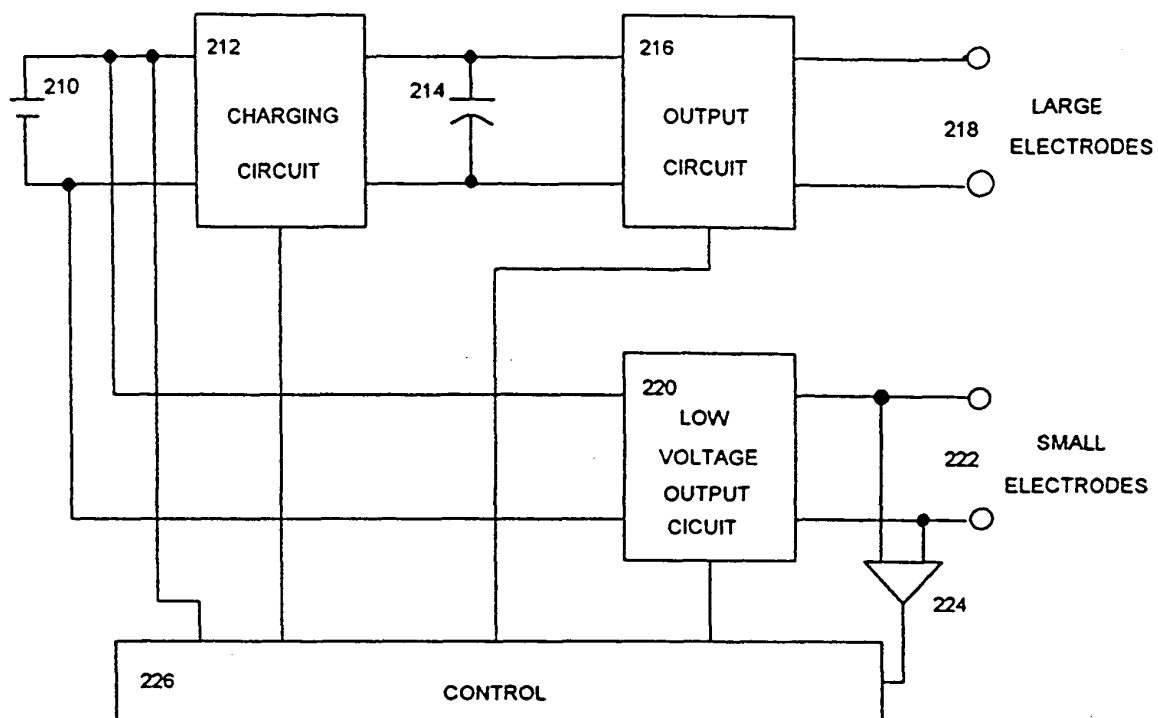 210
212
CHARGING
CIRCUIT
214
216
OUTPUT
CIRCUIT
218
LARGE
ELECTRODES
220
LOW
VOLTAGE
OUTPUT
CICUIT
222
SMALL
ELECTRODES
224
226
CONTROL